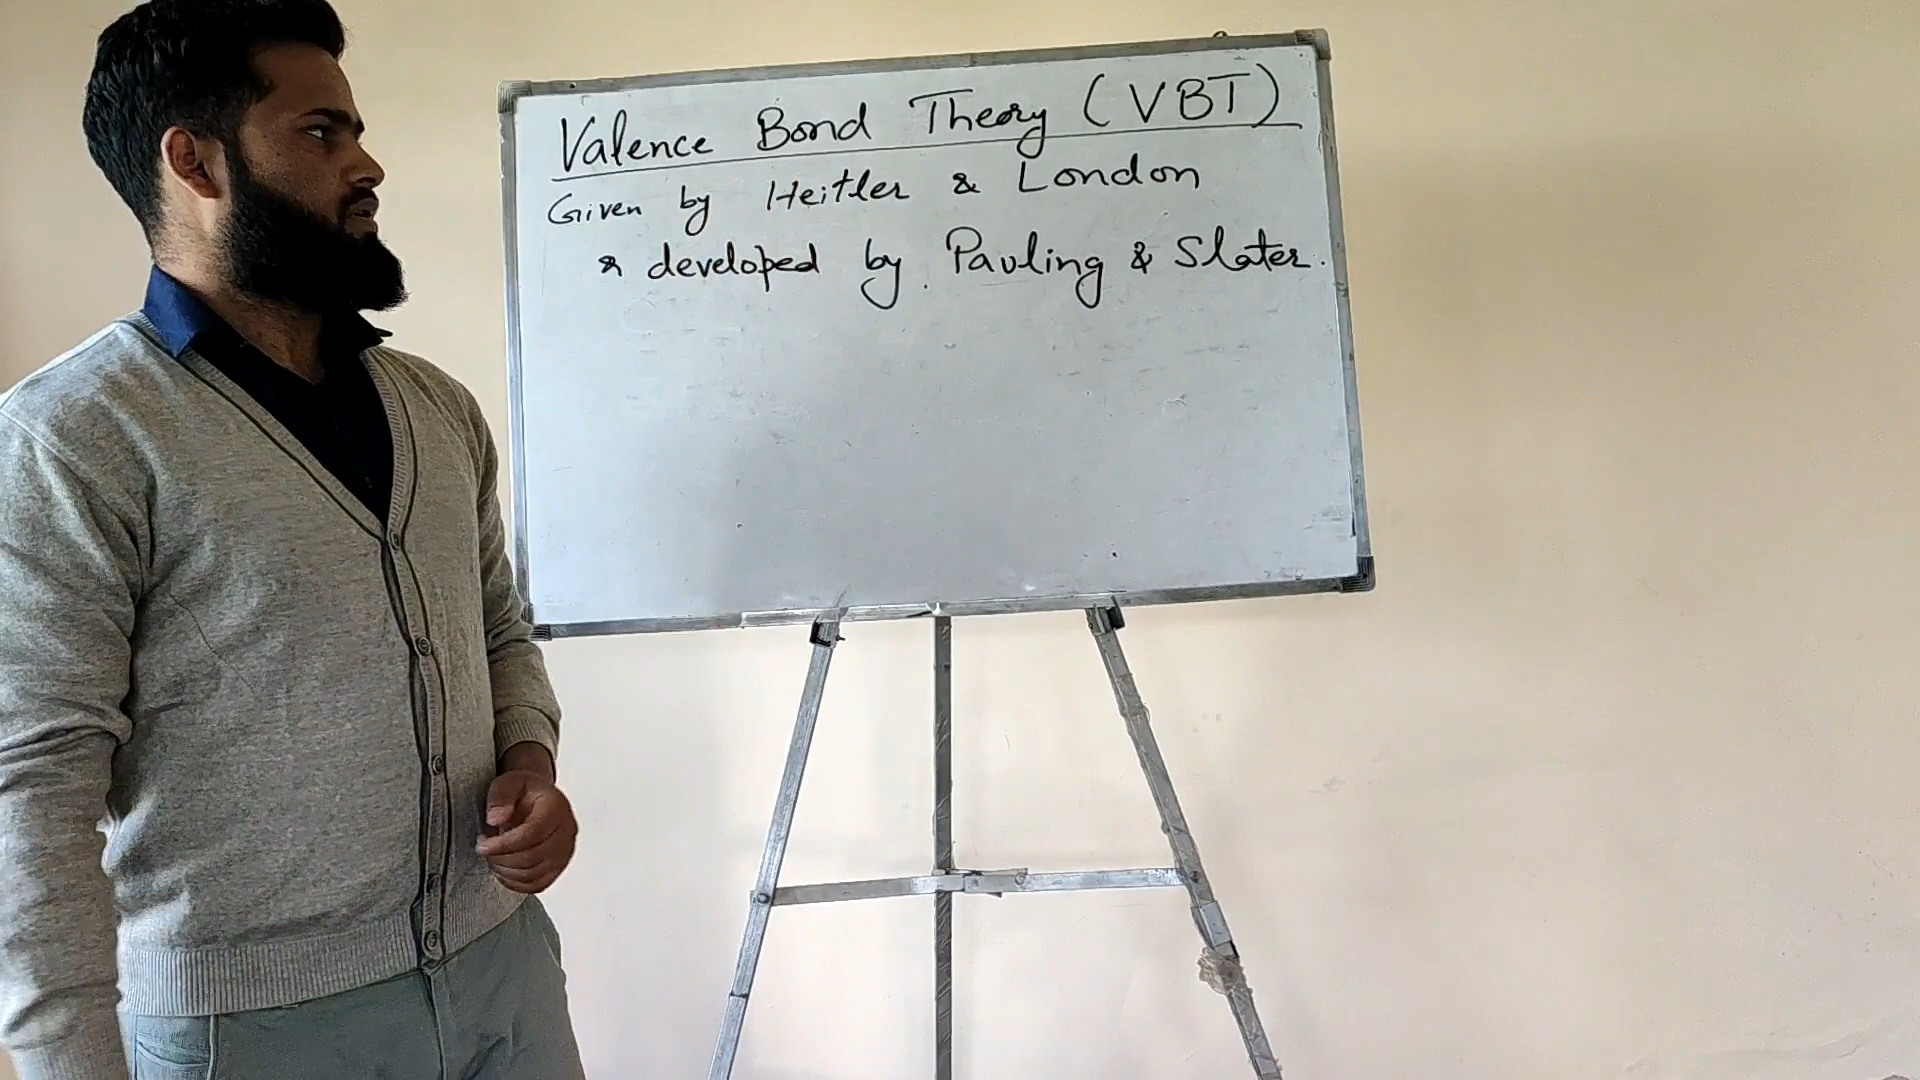 Valence Bond Theory (VBT)
Given by Heitler & London
& developed by Pauling & Slater.